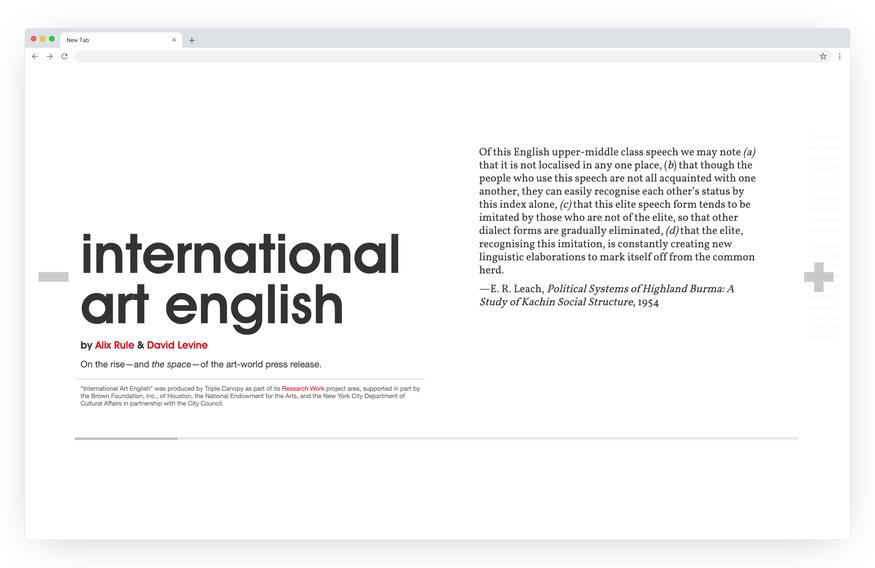 New Tab
international
art english
by Alix Rule & David Levine
On the rise—and the space—of the art-world press release.
“International Art English” was produced by Triple Canopy as part of its Research Work project area, supported in part by
the Brown Foundation, Inc., of Houston, the National Endowment for the Arts, and the New York City Department of
Cultural Affairs in partnership with the City Council.
Of this English upper-middle class speech we may note (a)
that it is not localised in any one place, (b) that though the
people who use this speech are not all acquainted with one
another, they can easily recognise each other’s status by
this index alone, (c) that this elite speech form tends to be
imitated by those who are not of the elite, so that other
dialect forms are gradually eliminated, (d) that the elite,
recognising this imitation, is constantly creating new
linguistic elaborations to mark itself off from the common
herd.
—E. R. Leach, Political Systems of Highland Burma: A
Study of Kachin Social Structure, 1954